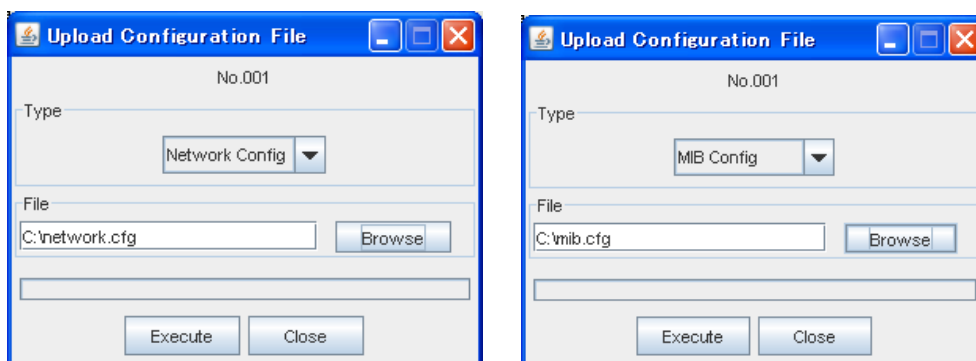 Upload Configuration File
No.001
Type
Network Config
File
C:\network.cfg
Browse
Execute Close
Upload Configuration File
No.001
Type
MIB Config
File
C:\mib.cfg
Browse
Execute Close